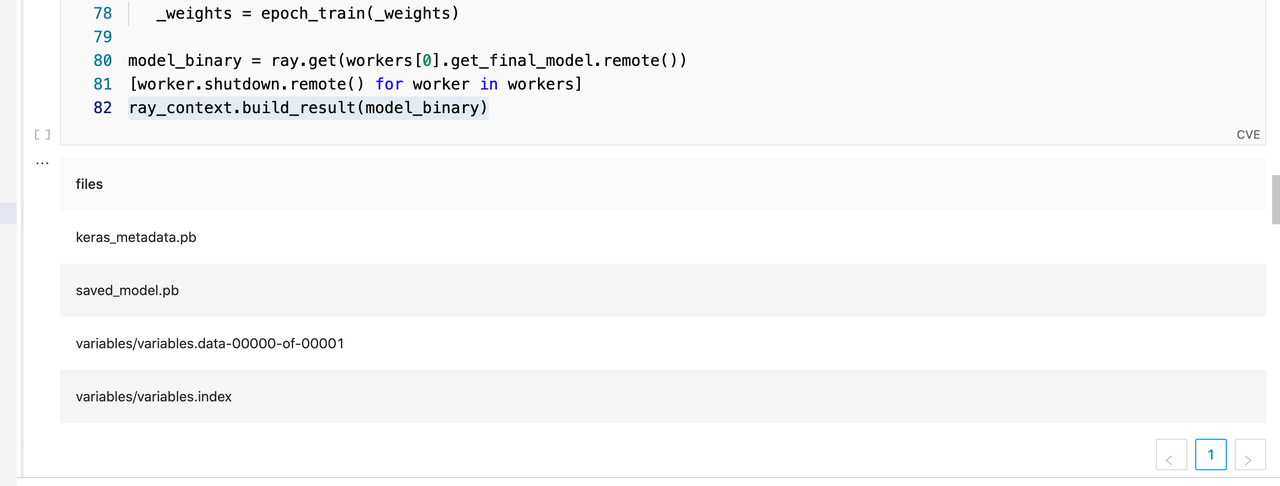 78 _weights = epoch_train(_weights)
79
80 model_binary = ray.get(workers[0].get_final_model.remote())
81 [worker.shutdown.remote() for worker in workers]
82 ray_context.build_result(model_binary)
[ ]
CVE
...
files
keras_metadata.pb
saved_model.pb
variables/variables.data-00000-of-00001
variables/variables.index
< 1 >